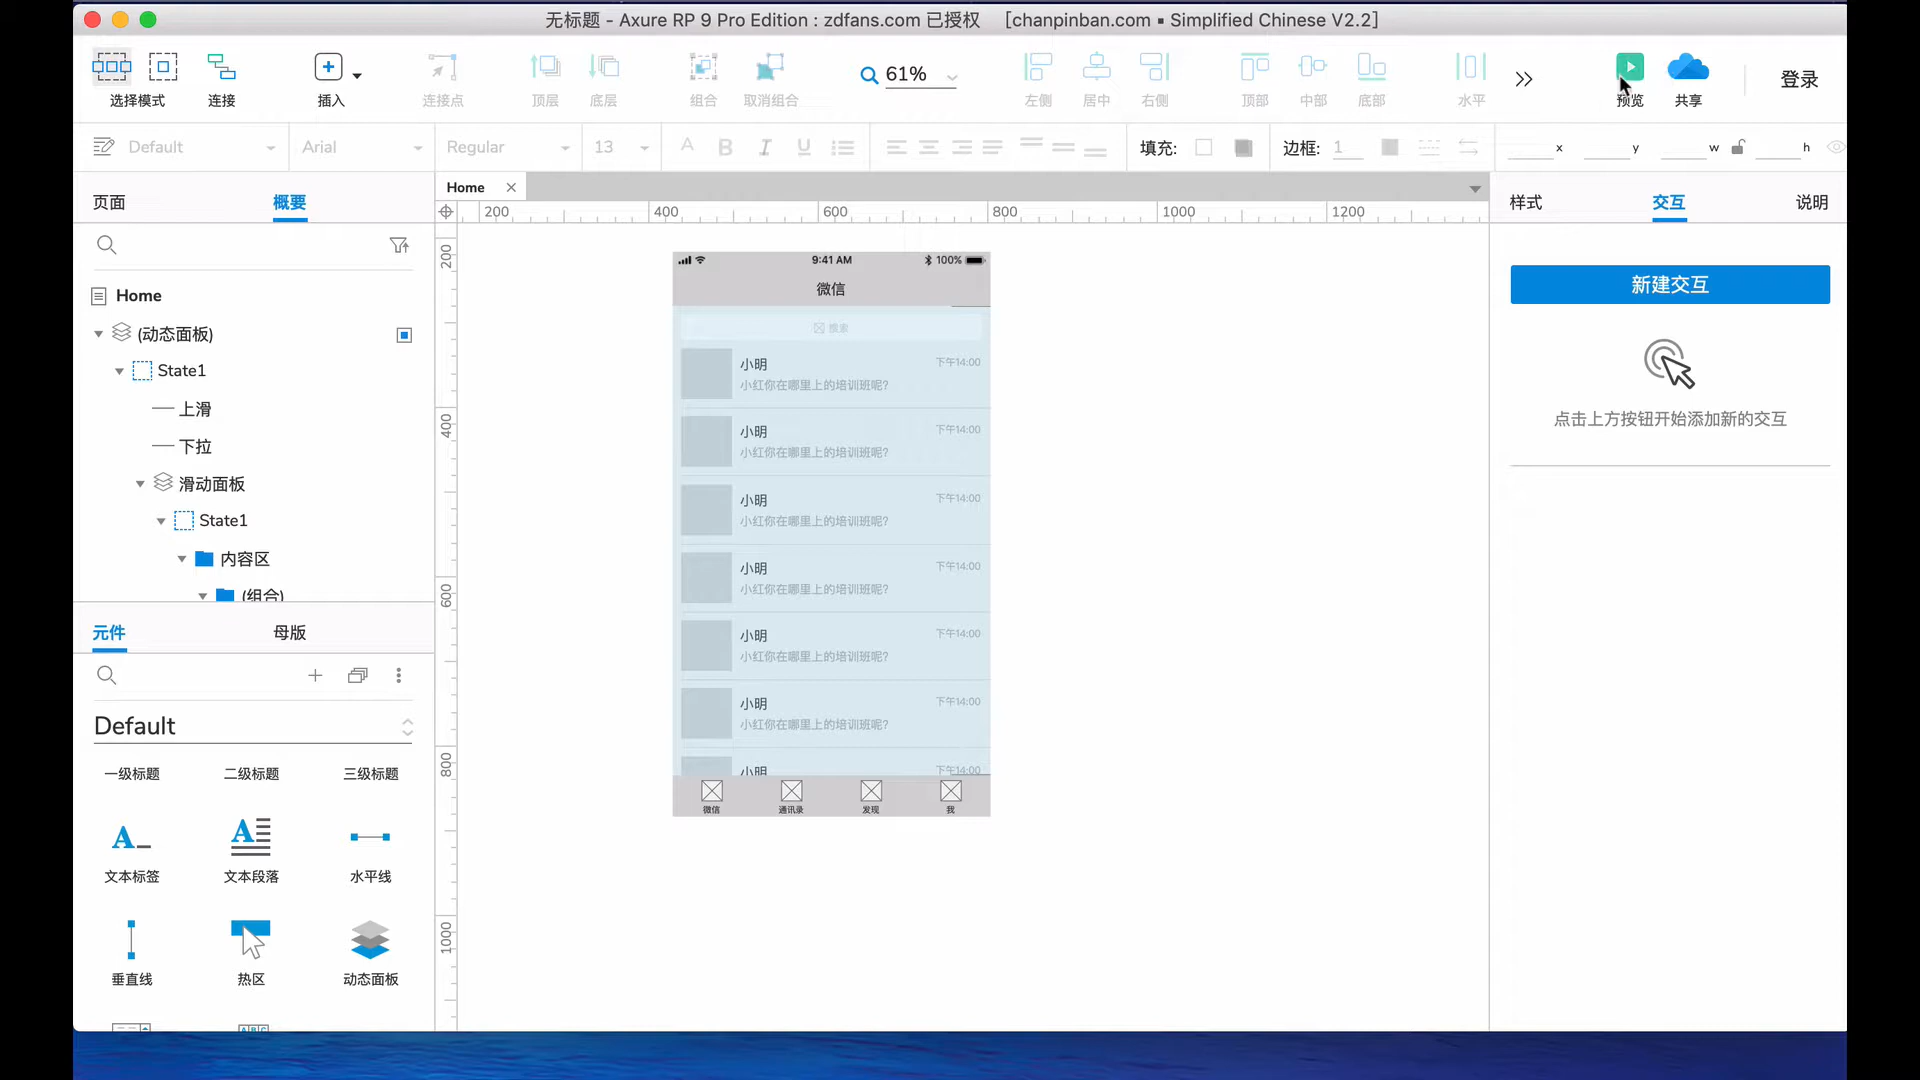 无标题 - Axure RP 9 Pro Edition : zdfans.com 已授权 [chanpinban.com ▪ Simplified Chinese V2.2]
选择模式
连接
插入
连接点
顶层
底层
组合
取消组合
61%
左侧
居中
右侧
顶部
中部
底部
水平
预览
共享
登录
Default
Arial
Regular
13
填充:
边框:
1
x
y
w
h
页面
概要
Home
200 400 600 800 1000 1200
样式
交互
说明
Home
(动态面板)
State1
上滑
下拉
滑动面板
State1
内容区
(组合)
200
400
600
800
1000
9:41 AM
100%
微信
搜索
小明
下午14:00
小红你在哪里上的培训班呢?
小明
下午14:00
小红你在哪里上的培训班呢?
小明
下午14:00
小红你在哪里上的培训班呢?
小明
下午14:00
小红你在哪里上的培训班呢?
小明
下午14:00
小红你在哪里上的培训班呢?
小明
下午14:00
小红你在哪里上的培训班呢?
小明
下午14:00
微信
通讯录
发现
我
新建交互
点击上方按钮开始添加新的交互
元件
母版
Default
一级标题
二级标题
三级标题
文本标签
文本段落
水平线
垂直线
热区
动态面板